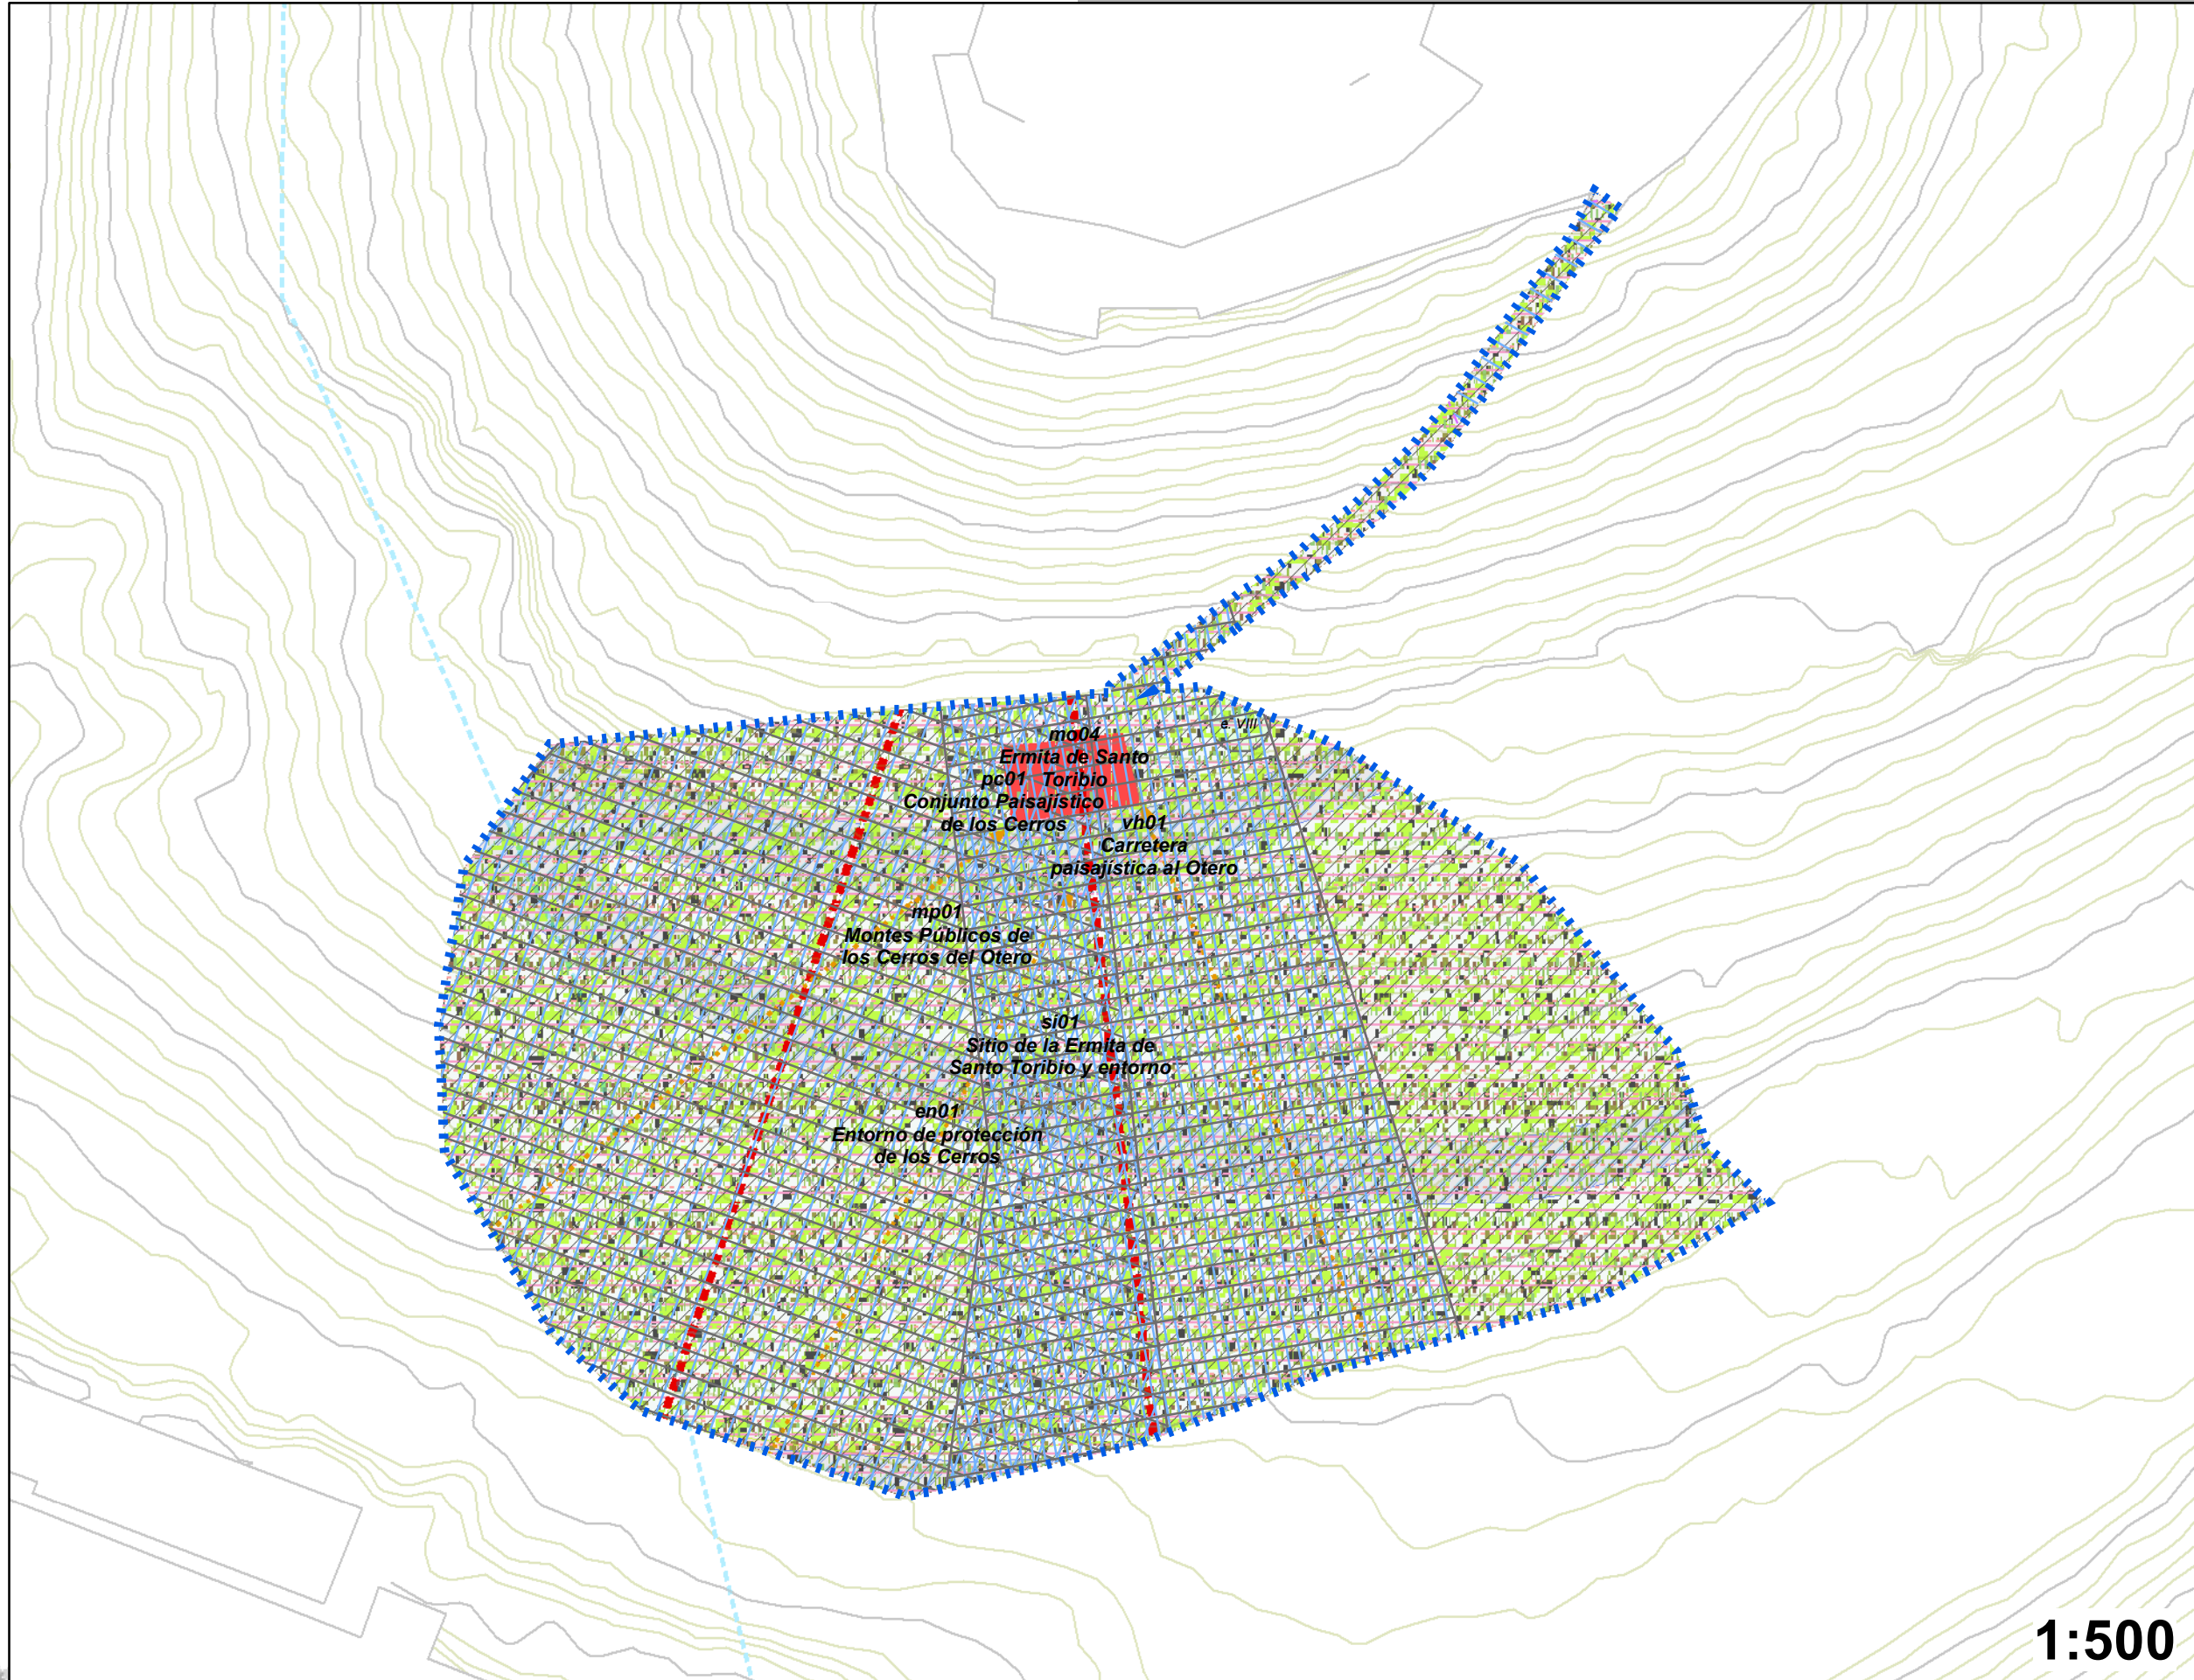 e. VIII
mo04
Ermita de Santo
Toribio
pc01
Conjunto Paisajístico
de los Cerros
vh01
Carretera
paisajística al Otero
mp01
Montes Públicos de
los Cerros del Otero
si01
Sitio de la Ermita de
Santo Toribio y entorno
en01
Entorno de protección
de los Cerros
1:500